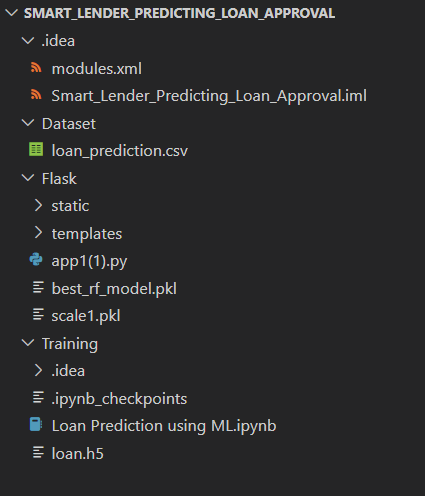 SMART_LENDER_PREDICTING_LOAN_APPROVAL
.idea
modules.xml
Smart_Lender_Predicting_Loan_Approval.iml
Dataset
loan_prediction.csv
Flask
static
templates
app1(1).py
best_rf_model.pkl
scale1.pkl
Training
.idea
.ipynb_checkpoints
Loan Prediction using ML.ipynb
loan.h5